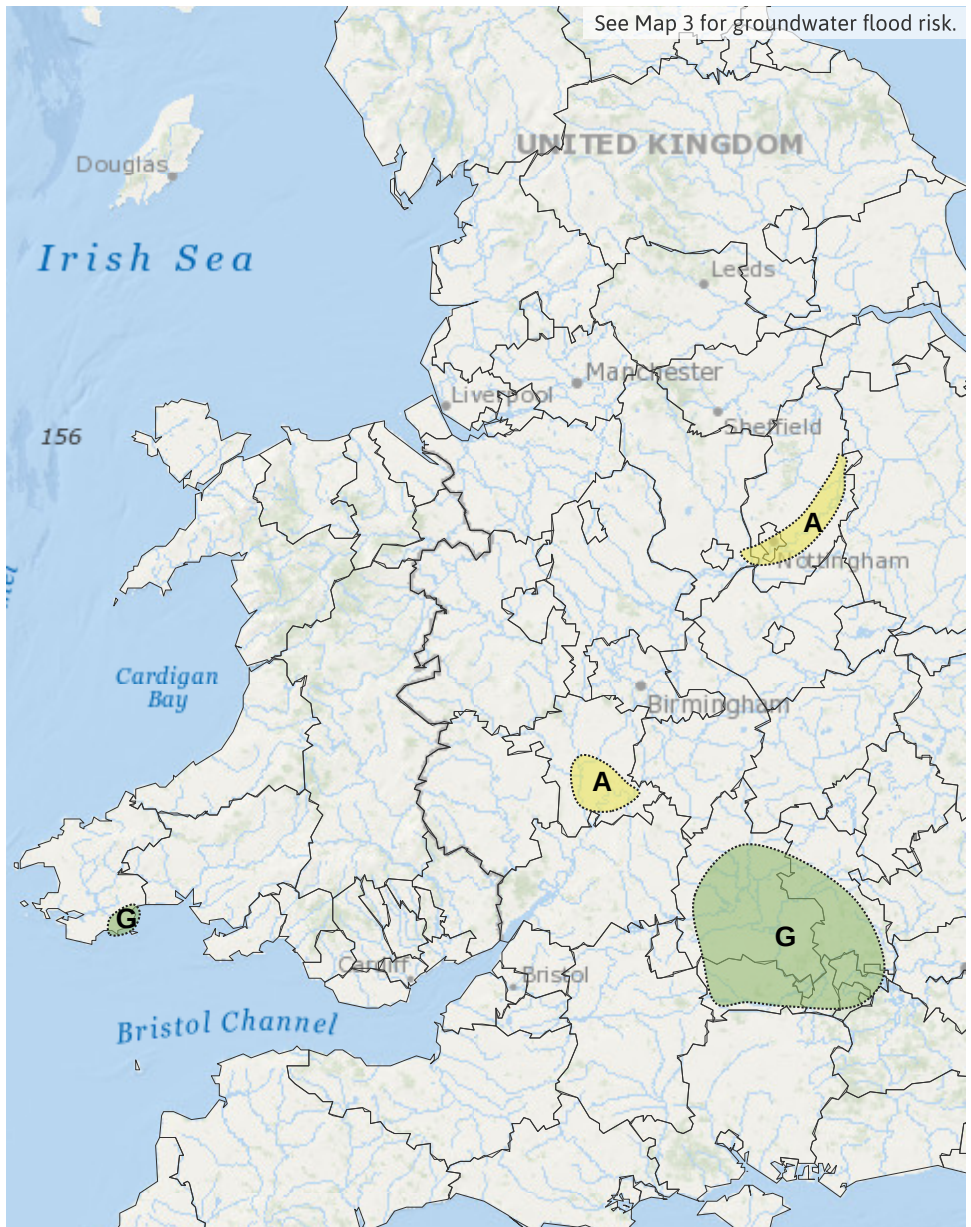 See Map 3 for groundwater flood risk.
UNITED KINGDOM
Douglas
Irish Sea
Leeds
Manchester
Liverpool
Sheffield
156
A
Nottingham
Cardigan
Bay
Birmingham
A
G
G
Cardiff
Bristol
Bristol Channel